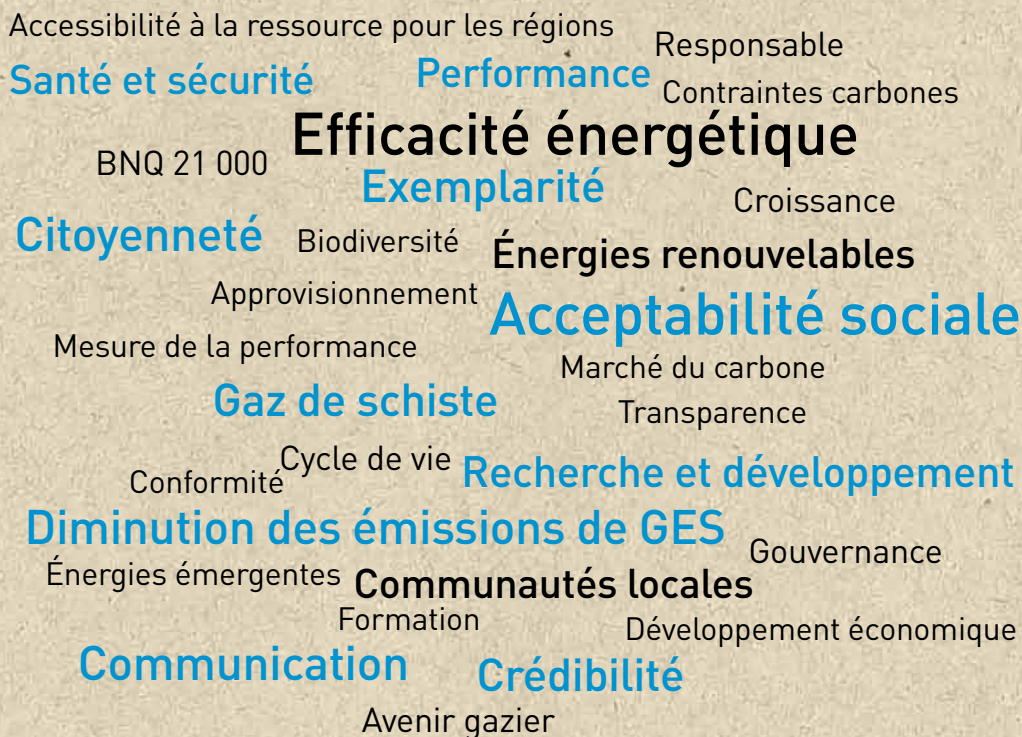 Accessibilité à la ressource pour les régions
Responsable
Santé et sécurité
Performance
Contraintes carbones
Efficacité énergétique
BNQ 21 000
Exemplarité
Croissance
Citoyenneté
Biodiversité
Énergies renouvelables
Approvisionnement
Acceptabilité sociale
Mesure de la performance
Marché du carbone
Gaz de schiste
Transparence
Cycle de vie
Conformité
Recherche et développement
Diminution des émissions de GES
Gouvernance
Énergies émergentes
Communautés locales
Formation
Développement économique
Communication
Crédibilité
Avenir gazier